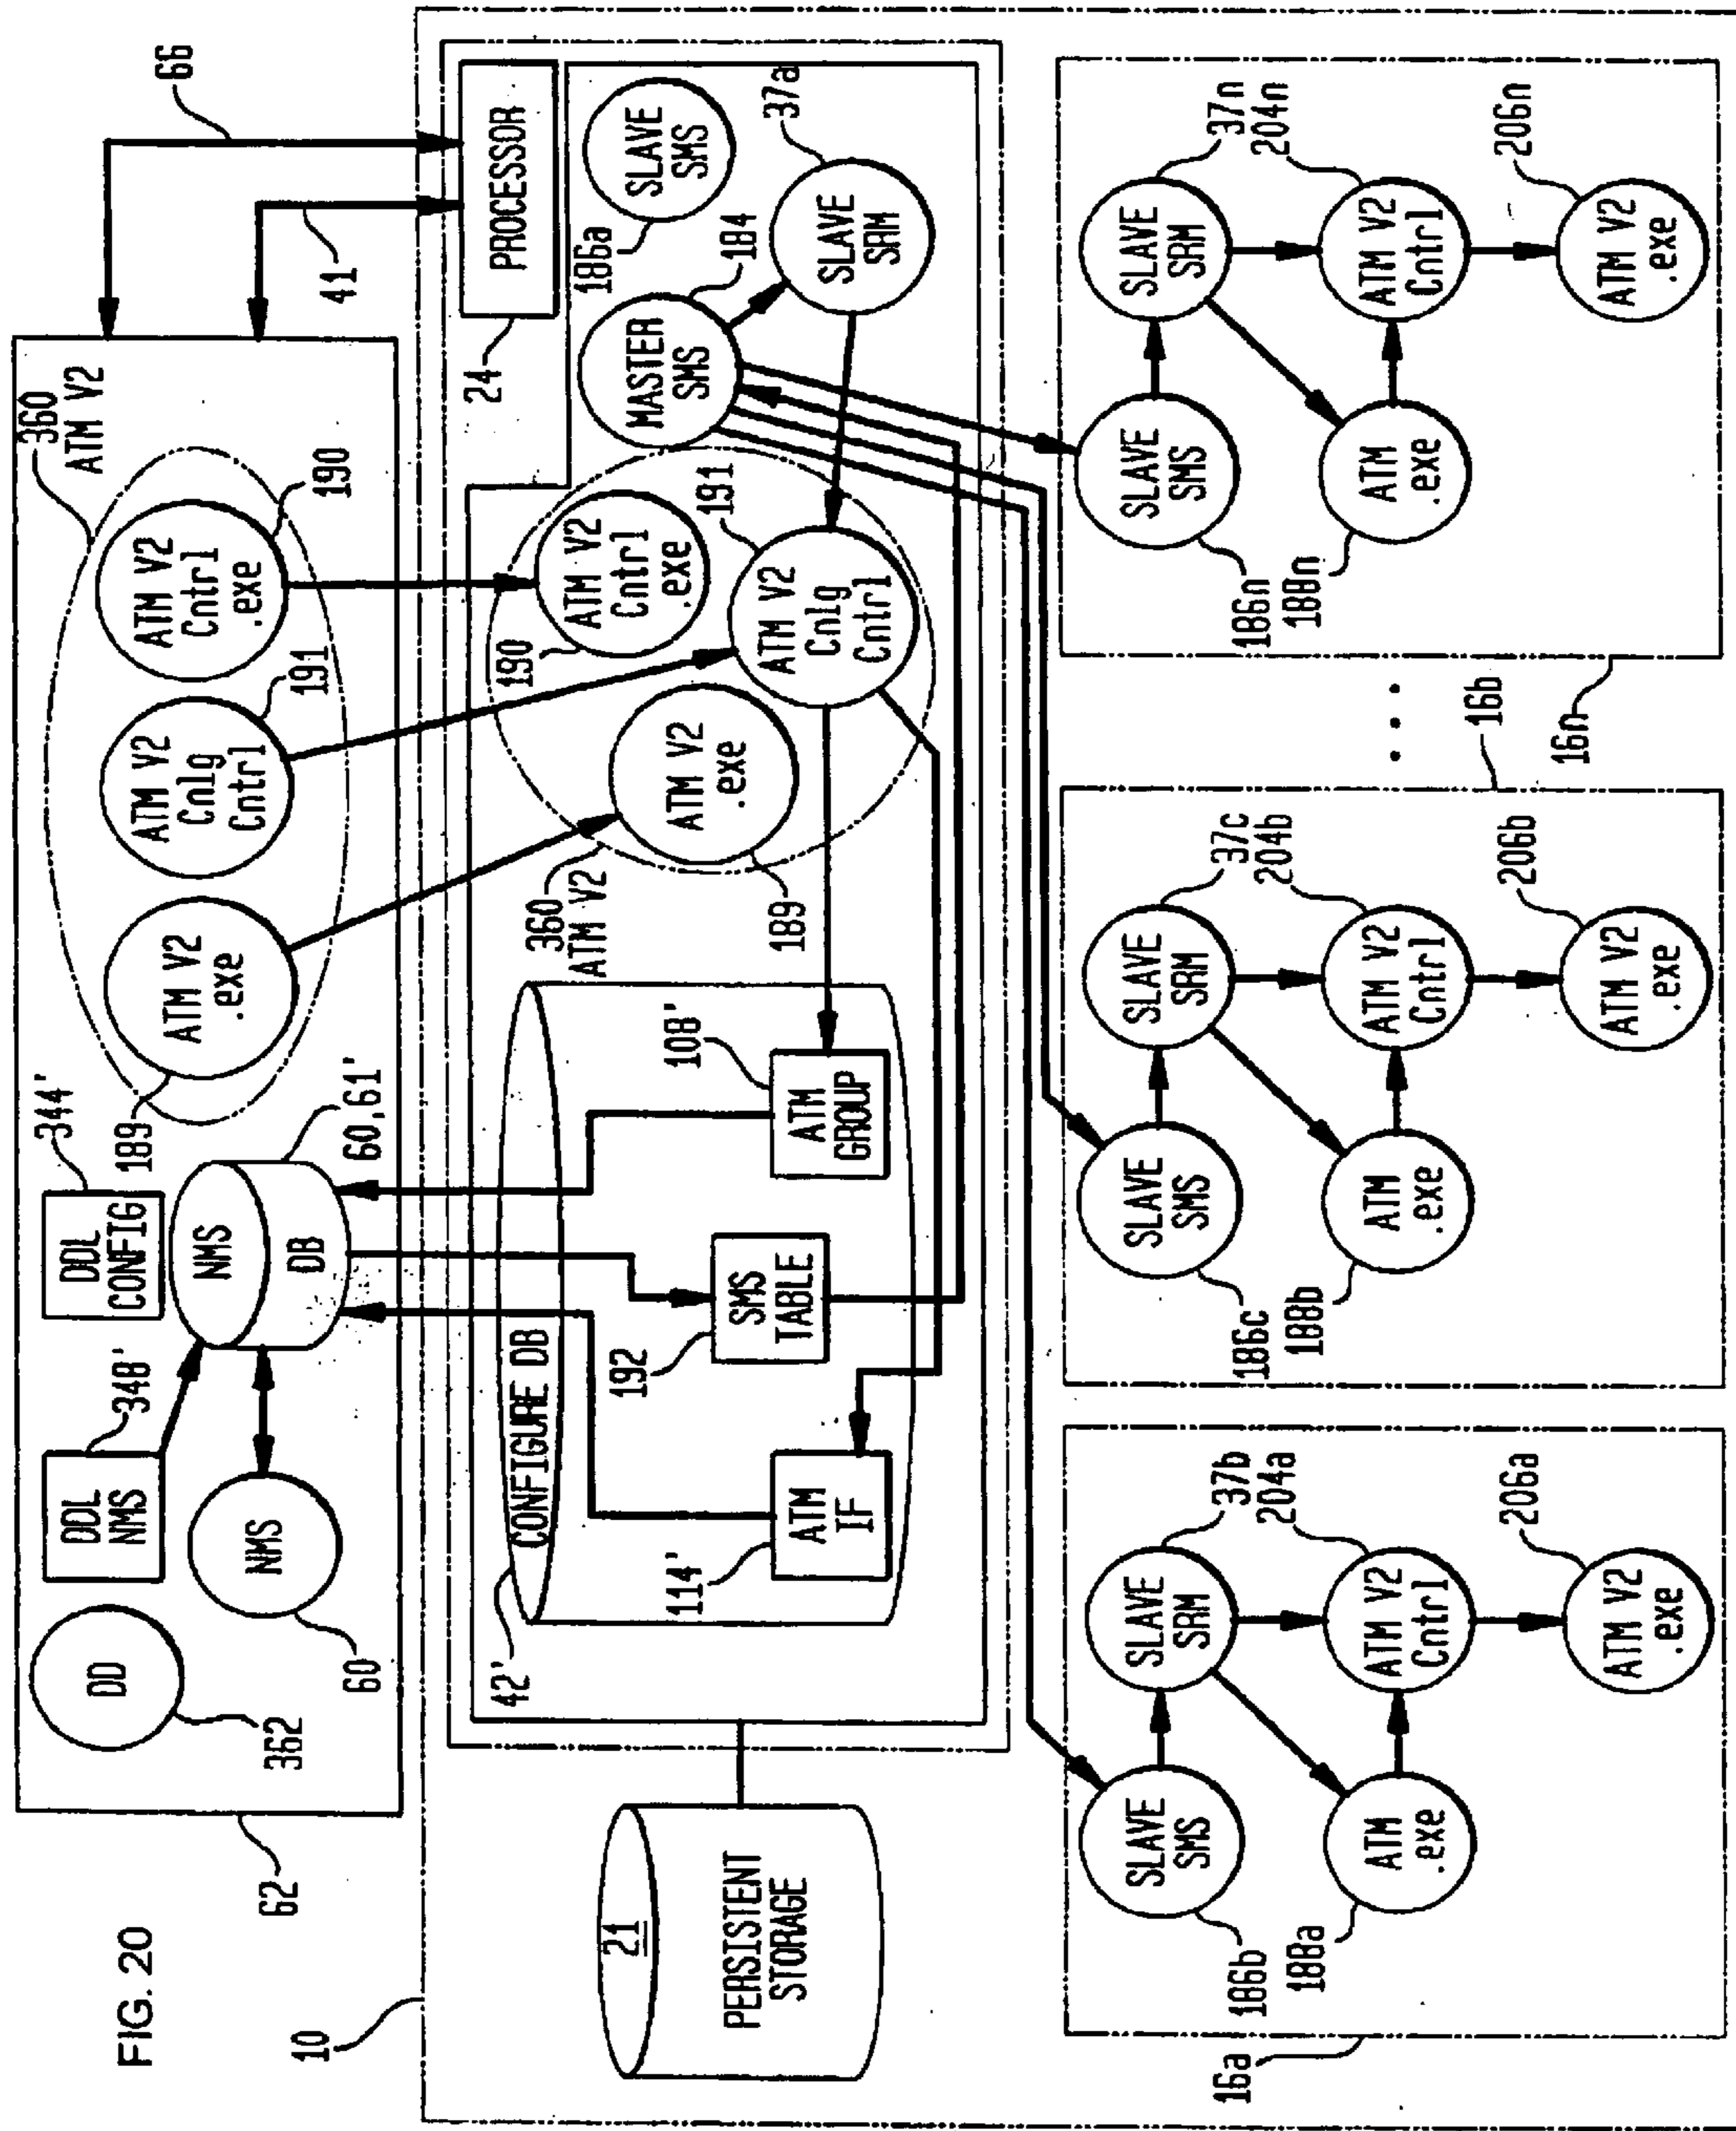 FIG. 20
62
DD
362
DDL
NMS
348'
DDL
CONFIG
344'
NMS
60
NMS
DB
60,61'
ATM V2
.exe
189
ATM V2
Cnlg
Cntrl
191
ATM V2
Cntrl
.exe
190
360
ATM V2
41
66
10
21
PERSISTENT
STORAGE
42'
CONFIGURE DB
ATM
IF
114'
SMS
TABLE
192
ATM
GROUP
108'
360
ATM V2
ATM V2
.exe
189
ATM V2
Cntrl
.exe
190
ATM V2
Cnlg
Cntrl
191
PROCESSOR
24
MASTER
SMS
184
SLAVE
SMS
186a
SLAVE
SRM
37a
16a
SLAVE
SMS
186b
SLAVE
SRM
37b
ATM
.exe
188a
ATM V2
Cntrl
204a
ATM V2
.exe
206a
16b
SLAVE
SMS
186c
SLAVE
SRM
37c
ATM
.exe
188b
ATM V2
Cntrl
204b
ATM V2
.exe
206b
• • •
16n
SLAVE
SMS
186n
SLAVE
SRM
37n
ATM
.exe
188n
ATM V2
Cntrl
204n
ATM V2
.exe
206n